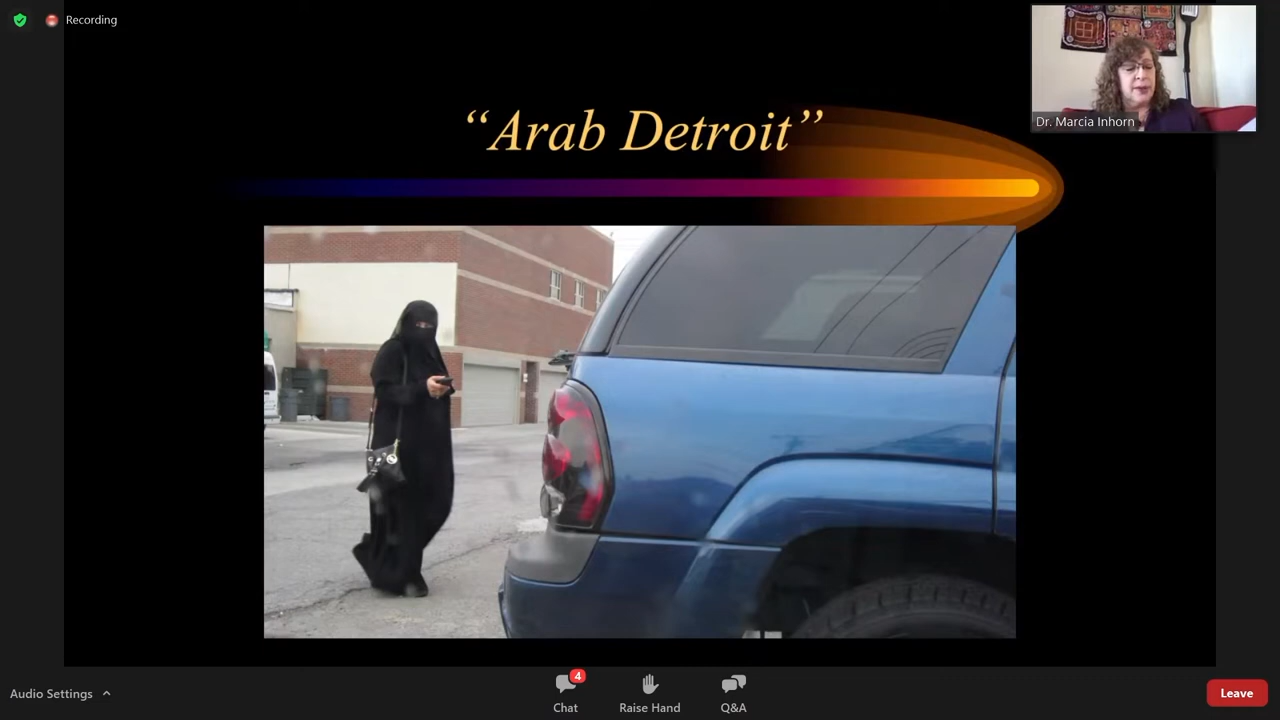 Recording
“Arab Detroit”
Dr. Marcia Inhorn
Audio Settings
4
Chat
Raise Hand
Q&A
Leave